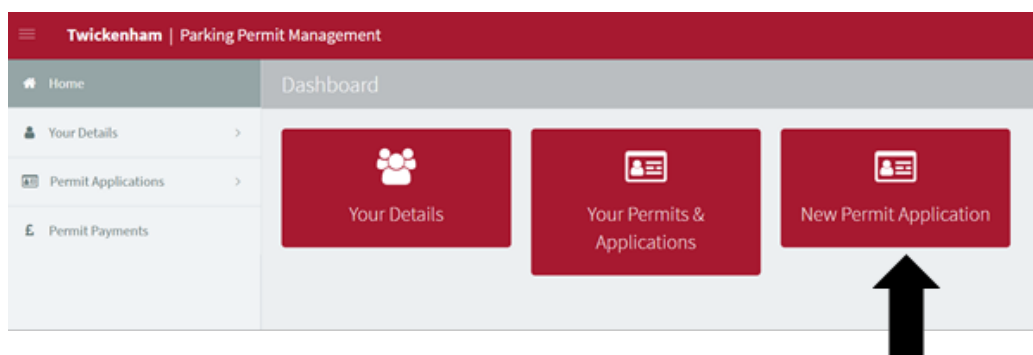 Twickenham | Parking Permit Management
Home
Dashboard
Your Details
Permit Applications
£ Permit Payments
Your Details
Your Permits &
Applications
New Permit Application